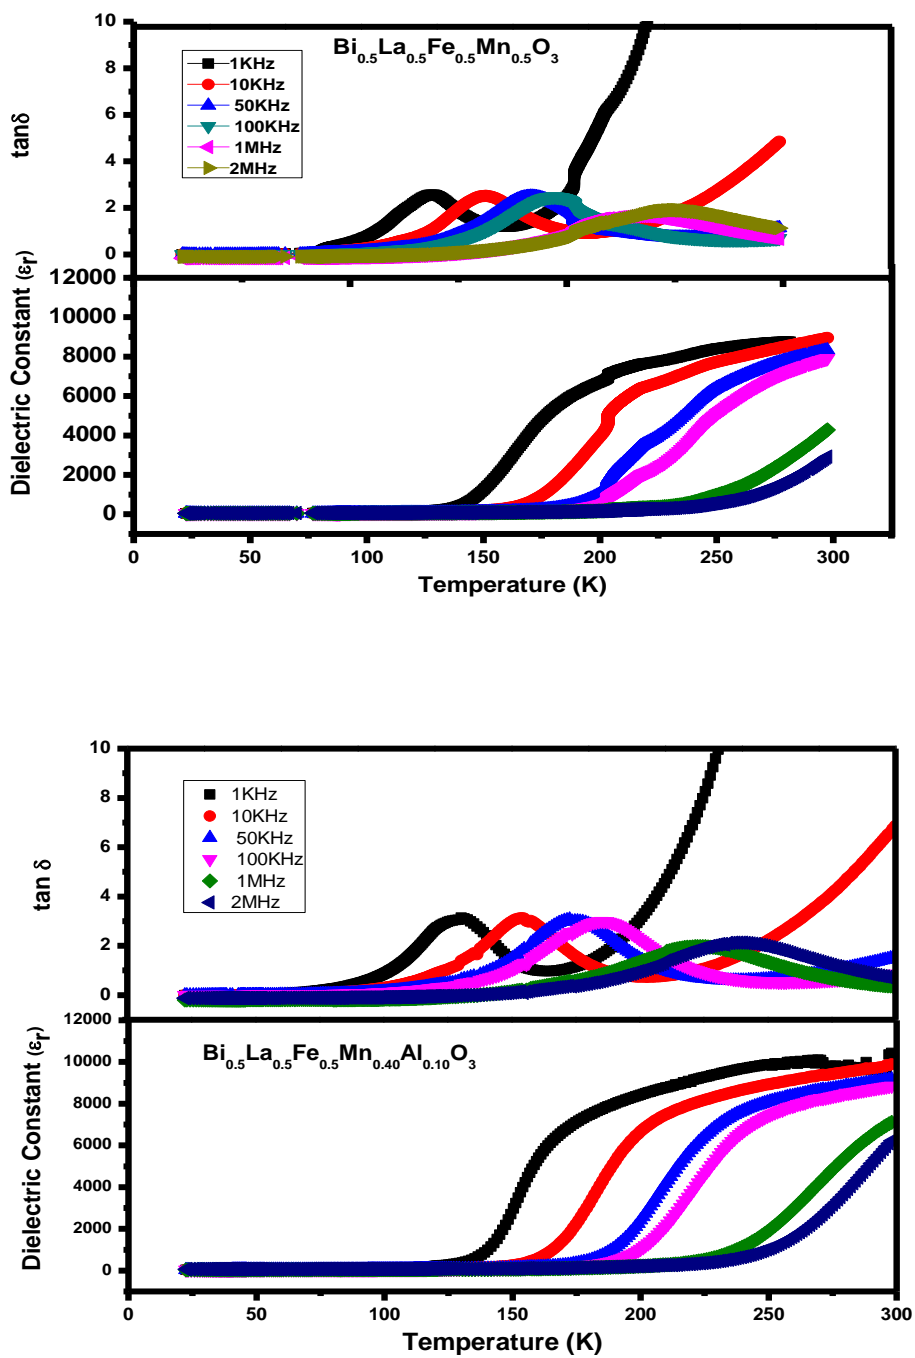 10
8
6
4
2
0
tanδ
Bi0.5La0.5Fe0.5Mn0.5O3
1KHz
10KHz
50KHz
100KHz
1MHz
2MHz
12000
10000
8000
6000
4000
2000
0
Dielectric Constant (εr)
0 50 100 150 200 250 300
Temperature (K)
10
8
6
4
2
0
tan δ
1KHz
10KHz
50KHz
100KHz
1MHz
2MHz
12000
10000
8000
6000
4000
2000
0
Dielectric Constant (εr)
Bi0.5La0.5Fe0.5Mn0.40Al0.10O3
0 50 100 150 200 250 300
Temperature (K)